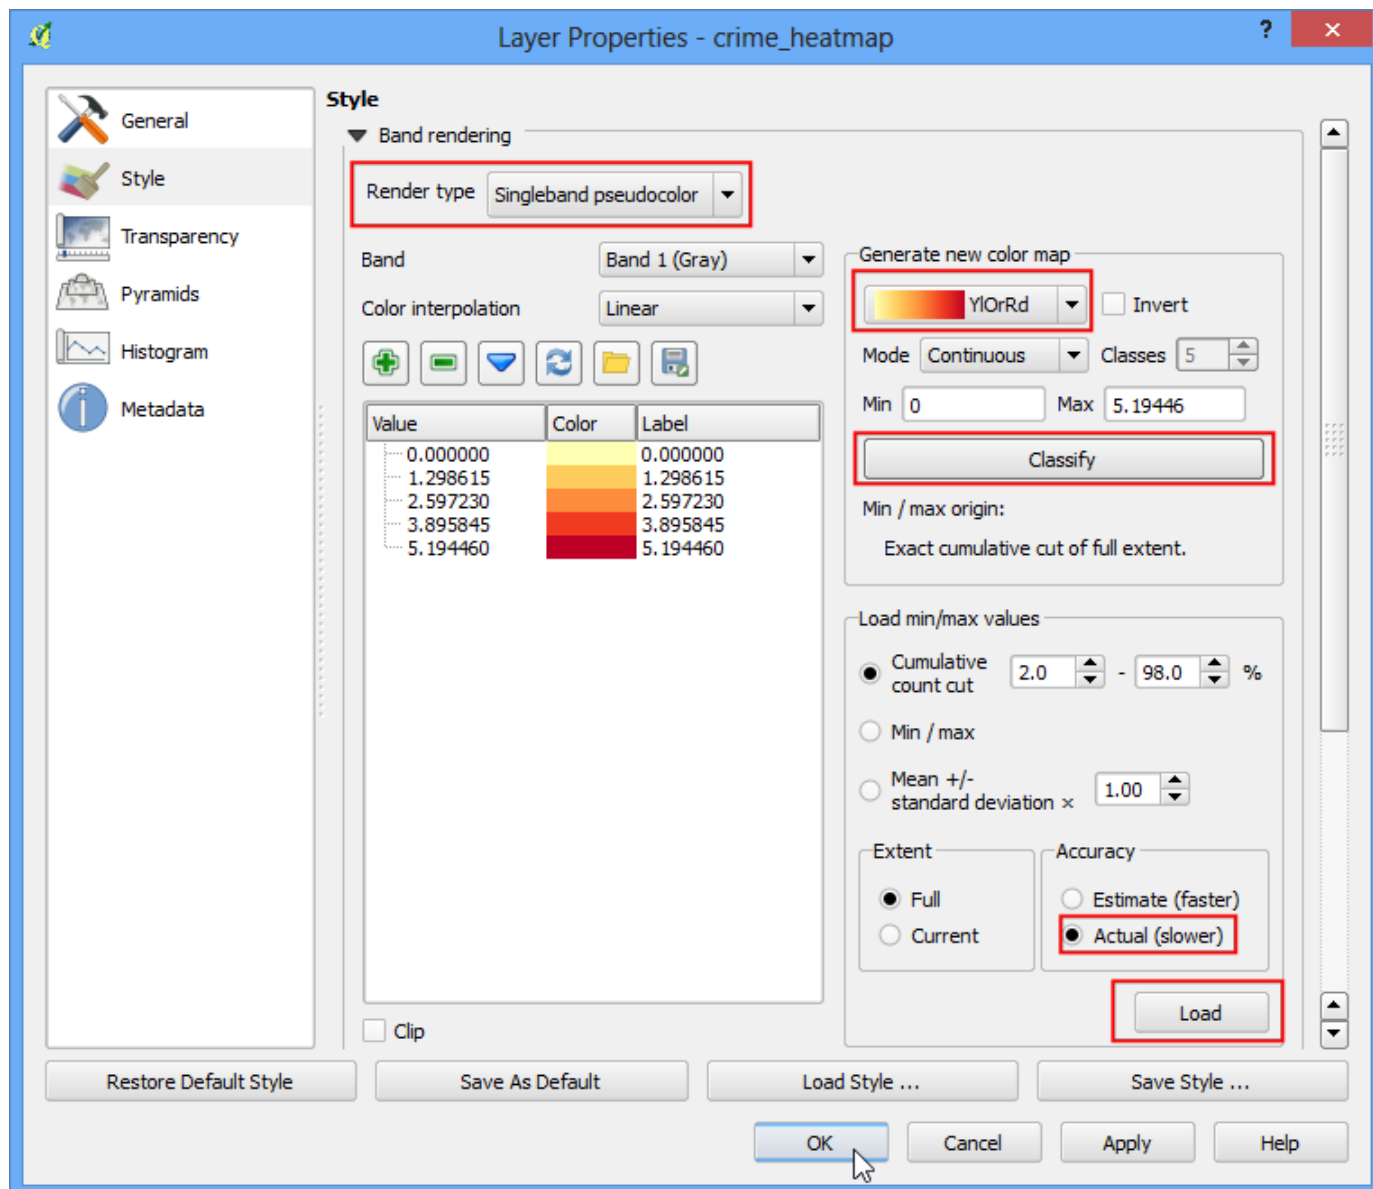 Layer Properties - crime_heatmap
?
General
Style
Transparency
Pyramids
Histogram
Metadata
Style
Band rendering
Render type Singleband pseudocolor
Band Band 1 (Gray)
Color interpolation Linear
Value Color Label
0.000000 0.000000
1.298615 1.298615
2.597230 2.597230
3.895845 3.895845
5.194460 5.194460
Clip
Generate new color map
YlOrRd Invert
Mode Continuous Classes 5
Min 0 Max 5.19446
Classify
Min / max origin:
Exact cumulative cut of full extent.
Load min/max values
Cumulative
count cut 2.0 - 98.0 %
Min / max
Mean +/-
standard deviation × 1.00
Extent
Full
Current
Accuracy
Estimate (faster)
Actual (slower)
Load
Restore Default Style Save As Default Load Style ... Save Style ...
OK Cancel Apply Help